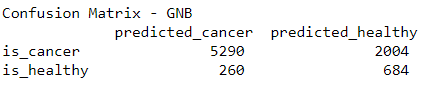 Confusion Matrix - GNB
predicted_cancer predicted_healthy
is_cancer 5290 2004
is_healthy 260 684